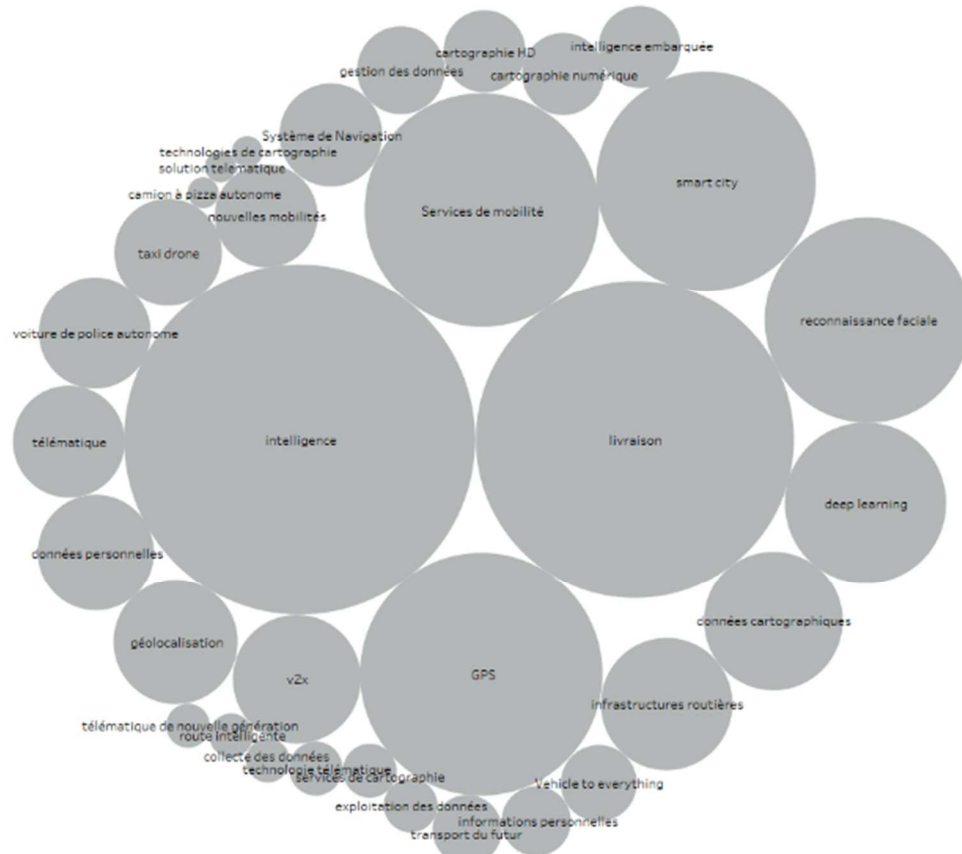 intelligence embarquée
cartographie HD
gestion des données
cartographie numérique
Système de Navigation
technologies de cartographie
solution telematique
smart city
camion à pizza autonome
Services de mobilité
nouvelles mobilités
taxi drone
reconnaissance faciale
voiture de police autonome
intelligence
livraison
télématique
deep learning
données personnelles
données cartographiques
géolocalisation
GPS
v2x
infrastructures routières
télématique de nouvelle génération
route intelligente
collecte des données
technologie télématique
services de cartographie
Vehicle to everything
exploitation des données
informations personnelles
transport du futur